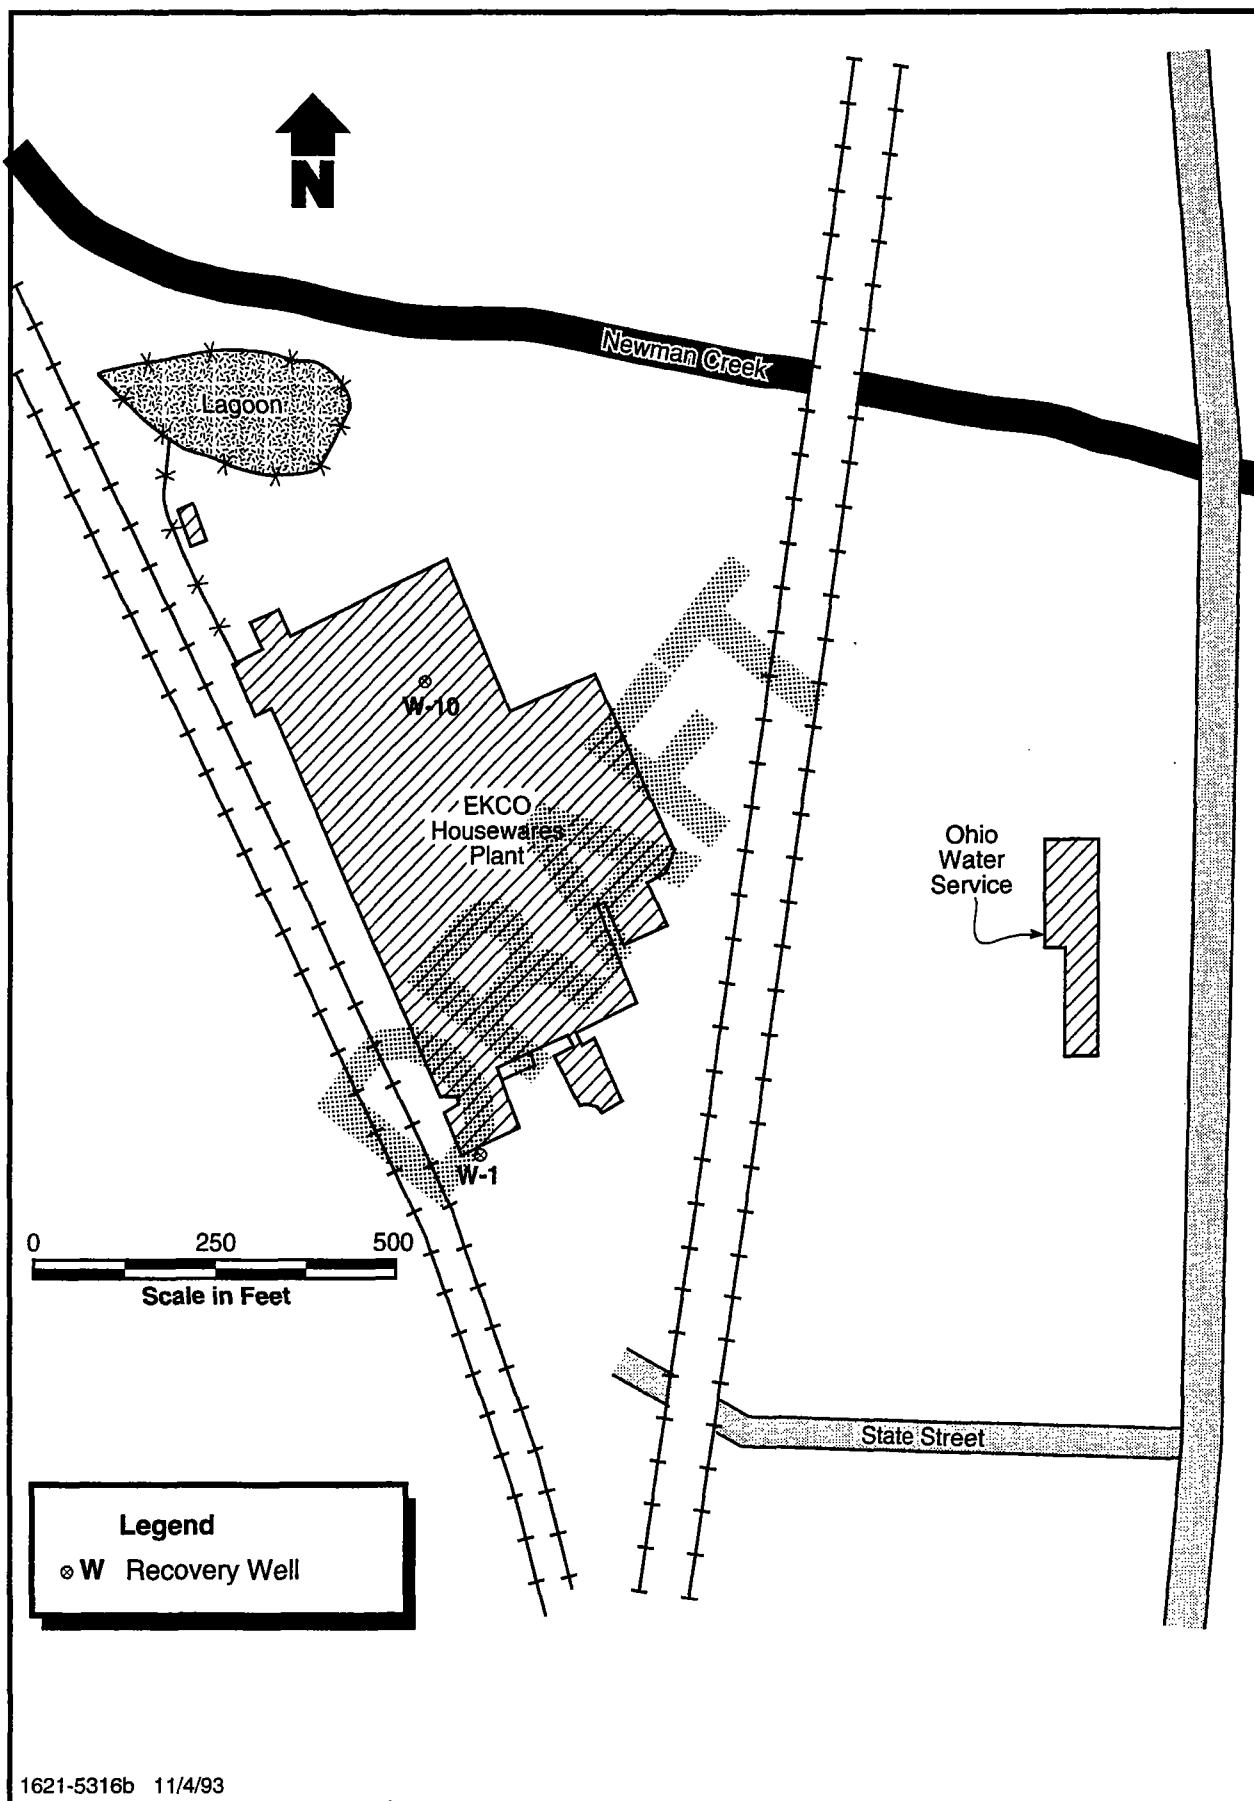 N
Newman Creek
Lagoon
W-10
EKCO
Housewares
Plant
Ohio
Water
Service
DRAFT
W-1
0 250 500
Scale in Feet
State Street
Legend
W Recovery Well
1621-5316b 11/4/93